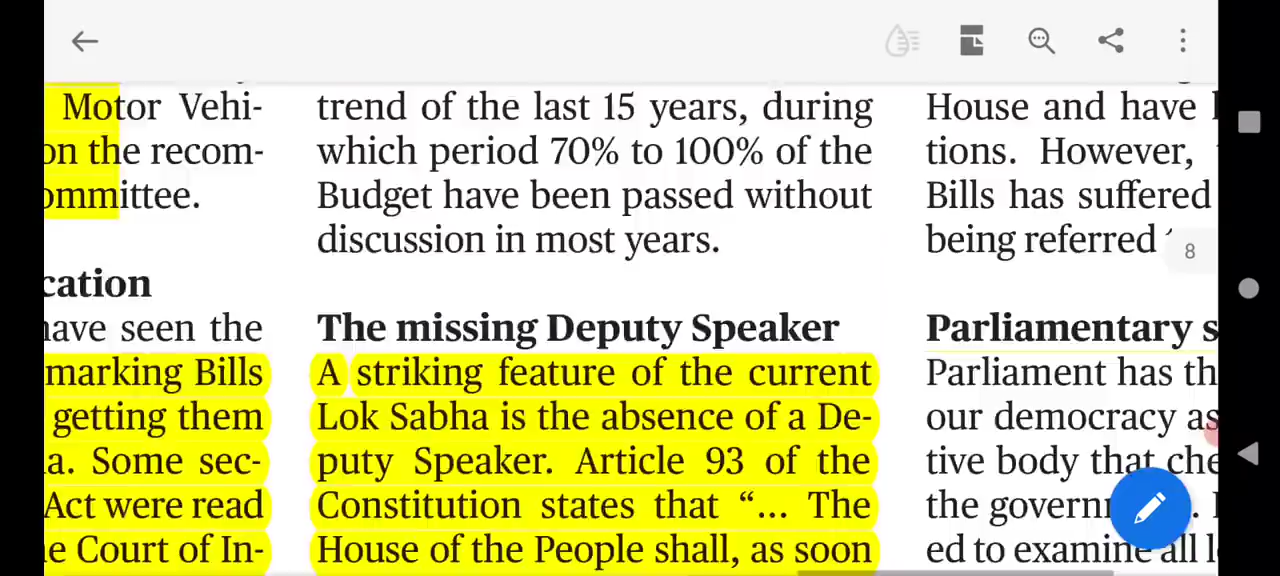 Motor Vehi-
on the recom-
ommittee.
cation
have seen the
marking Bills
getting them
a. Some sec-
Act were read
e Court of In-
trend of the last 15 years, during
which period 70% to 100% of the
Budget have been passed without
discussion in most years.
The missing Deputy Speaker
A striking feature of the current
Lok Sabha is the absence of a De-
puty Speaker. Article 93 of the
Constitution states that “... The
House of the People shall, as soon
House and have
tions. However,
Bills has suffered
being referred
8
Parliamentary s
Parliament has th
our democracy as
tive body that che
the governm
ed to examine all l